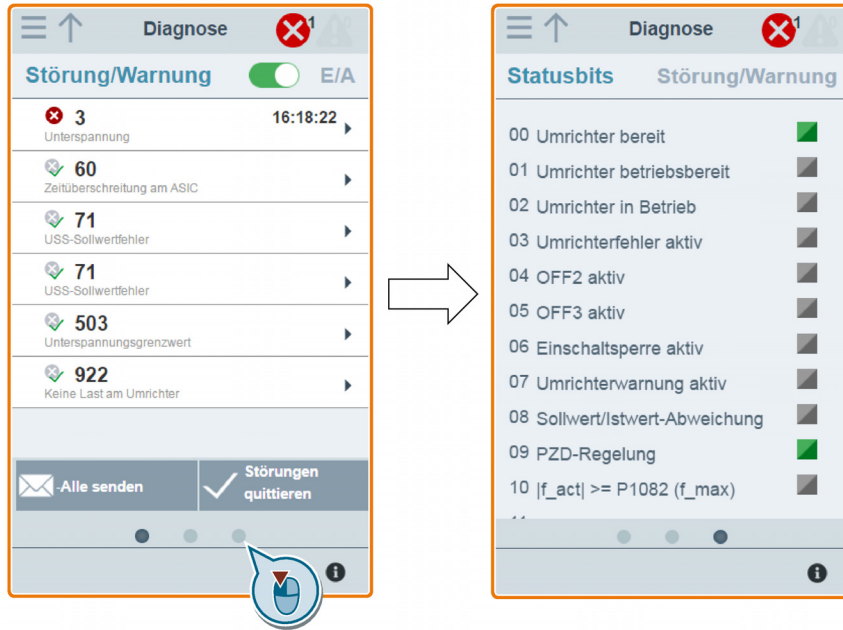 Diagnose
1
Störung/Warnung E/A
3 16:18:22
Unterspannung
60
Zeitüberschreitung am ASIC
71
USS-Sollwertfehler
71
USS-Sollwertfehler
503
Unterspannungsgrenzwert
922
Keine Last am Umrichter
-Alle senden
Störungen
quittieren
Diagnose
1
Statusbits Störung/Warnung
00 Umrichter bereit
01 Umrichter betriebsbereit
02 Umrichter in Betrieb
03 Umrichterfehler aktiv
04 OFF2 aktiv
05 OFF3 aktiv
06 Einschaltsperre aktiv
07 Umrichterwarnung aktiv
08 Sollwert/Istwert-Abweichung
09 PZD-Regelung
10 |f_act| >= P1082 (f_max)